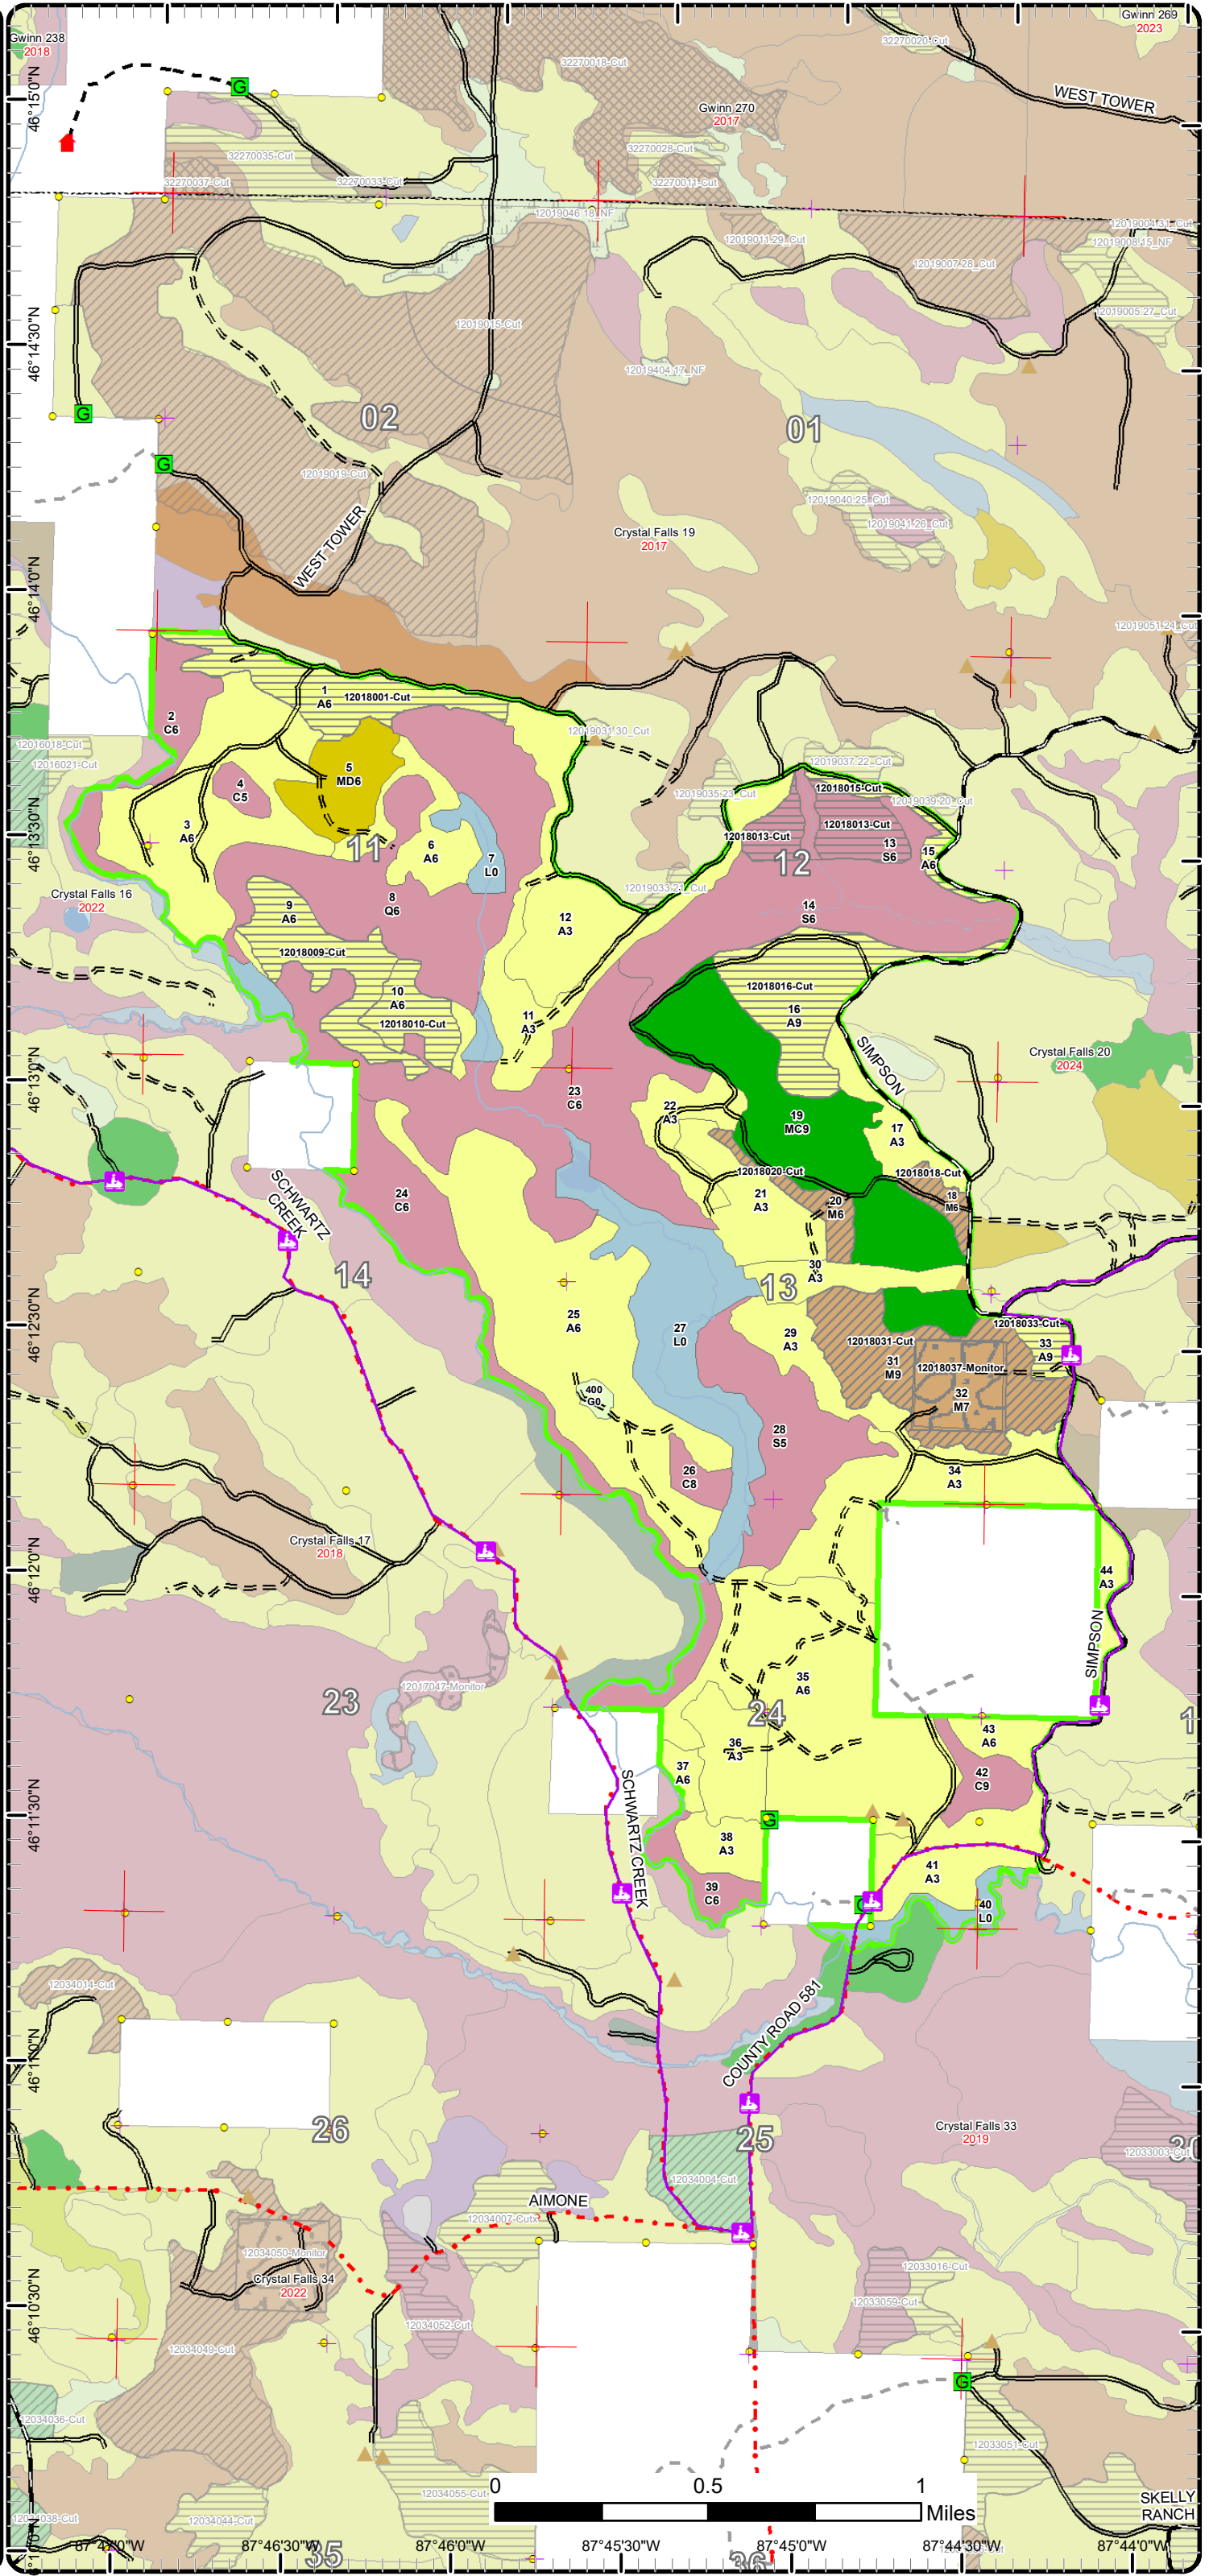 Gwinn 238
2018
Gwinn 269
2023
32270020-Cut
32270018-Cut
WEST TOWER
Gwinn 270
2017
G
46°15'0"N
32270035-Cut
32270028-Cut
32270037-Cut
32270033-Cut
32270011-Cut
12019046.18_NF
12019004.31_Cut
12019011.29_Cut
12019008.15_NF
12019007.28_Cut
12019005.27_Cut
12019015-Cut
46°14'30"N
12019404.17_NF
G
02
01
G
12019019-Cut
12019040.25_Cut
12019041.26_Cut
WEST TOWER
Crystal Falls 19
2017
46°14'0"N
12019051.24_Cut
1
A6
12018001-Cut
2
C6
12019031.30_Cut
12016018-Cut
12016021-Cut
5
MD6
4
C5
12019037.22_Cut
12018015-Cut
12019035.23_Cut
12019039.20_Cut
3
A6
46°13'30"N
12018013-Cut
12018013-Cut
13
S6
11
6
A6
7
L0
12
15
A6
Crystal Falls 16
2022
12019033.21_Cut
8
Q6
9
A6
14
S6
12
A3
12018009-Cut
12018016-Cut
10
A6
12018010-Cut
16
A9
11
A3
SIMPSON
Crystal Falls 20
2024
46°13'0"N
23
C6
22
A3
19
MC9
17
A3
12018020-Cut
12018018-Cut
SCHWARTZ
CREEK
24
C6
21
A3
20
M6
18
M6
14
30
A3
13
25
A6
27
L0
29
A3
12018033-Cut
46°12'30"N
12018031-Cut
33
A9
31
M9
12018037-Monitor
32
M7
400
G0
28
S5
26
C8
34
A3
Crystal Falls 17
2018
46°12'0"N
44
A3
SIMPSON
12017047-Monitor
35
A6
23
24
1
36
A3
43
A6
37
A6
42
C9
SCHWARTZ CREEK
46°11'30"N
G
38
A3
41
A3
39
C6
40
L0
12034014-Cut
COUNTY ROAD 581
46°11'0"N
26
25
Crystal Falls 33
2019
30
12033003-Cut
12034004-Cut
AIMONE
12034007-Cutx
12034050-Monitor
Crystal Falls 34
2022
12033016-Cut
12033059-Cut
46°10'30"N
12034052-Cut
12034049-Cut
G
12034036-Cut
12033051-Cut
12034055-Cut
12034044-Cut
12034038-Cut
0 0.5 1
Miles
SKELLY
RANCH
87°47'0"W 87°46'30"W 87°46'0"W 87°45'30"W 87°45'0"W 87°44'30"W 87°44'0"W
35
36